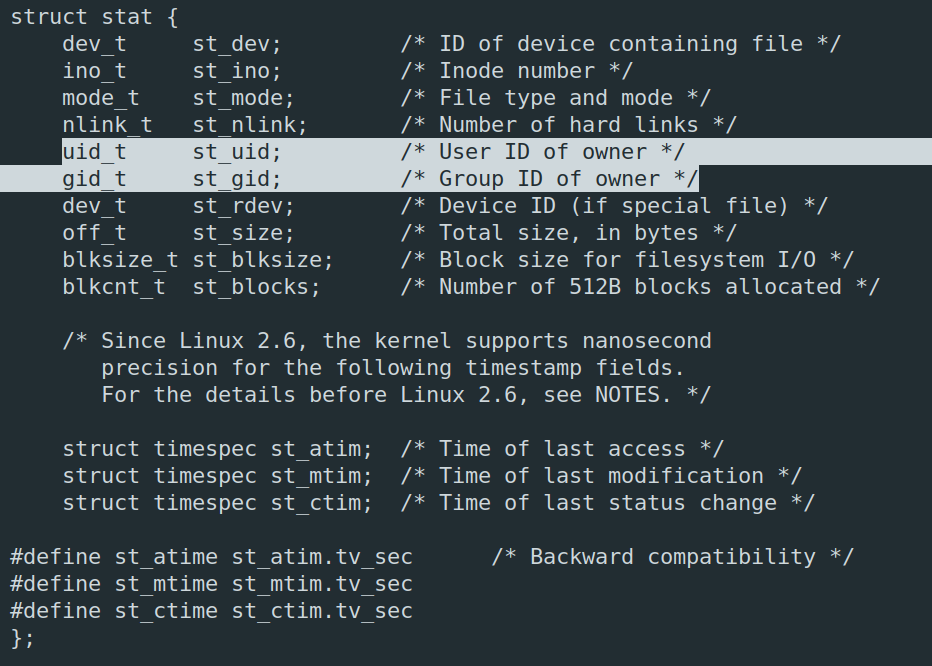 struct stat {
    dev_t     st_dev;         /* ID of device containing file */
    ino_t     st_ino;         /* Inode number */
    mode_t    st_mode;        /* File type and mode */
    nlink_t   st_nlink;       /* Number of hard links */
    uid_t     st_uid;         /* User ID of owner */
    gid_t     st_gid;         /* Group ID of owner */
    dev_t     st_rdev;        /* Device ID (if special file) */
    off_t     st_size;        /* Total size, in bytes */
    blksize_t st_blksize;     /* Block size for filesystem I/O */
    blkcnt_t  st_blocks;      /* Number of 512B blocks allocated */

    /* Since Linux 2.6, the kernel supports nanosecond
       precision for the following timestamp fields.
       For the details before Linux 2.6, see NOTES. */

    struct timespec st_atim;  /* Time of last access */
    struct timespec st_mtim;  /* Time of last modification */
    struct timespec st_ctim;  /* Time of last status change */

#define st_atime st_atim.tv_sec      /* Backward compatibility */
#define st_mtime st_mtim.tv_sec
#define st_ctime st_ctim.tv_sec
};